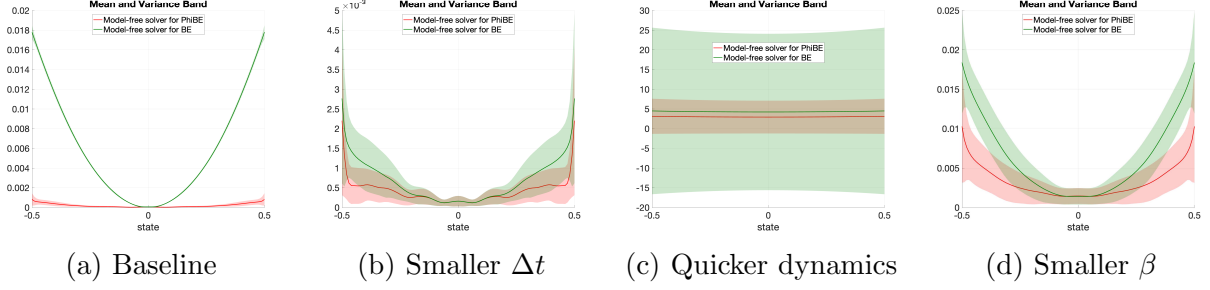 Mean and Variance Band
Model-free solver for PhiBE
Model-free solver for BE
0.02
0.018
0.016
0.014
0.012
0.01
0.008
0.006
0.004
0.002
0
-0.5
0
0.5
state
(a) Baseline
×10⁻³
Mean and Variance Band
Model-free solver for PhiBE
Model-free solver for BE
5
4.5
4
3.5
3
2.5
2
1.5
1
0.5
0
-0.5
0
0.5
state
(b) Smaller Δt
Mean and Variance Band
Model-free solver for PhiBE
Model-free solver for BE
30
25
20
15
10
5
0
-5
-10
-15
-20
-0.5
0
0.5
state
(c) Quicker dynamics
Mean and Variance Band
Model-free solver for PhiBE
Model-free solver for BE
0.025
0.02
0.015
0.01
0.005
0
-0.5
0
0.5
state
(d) Smaller β